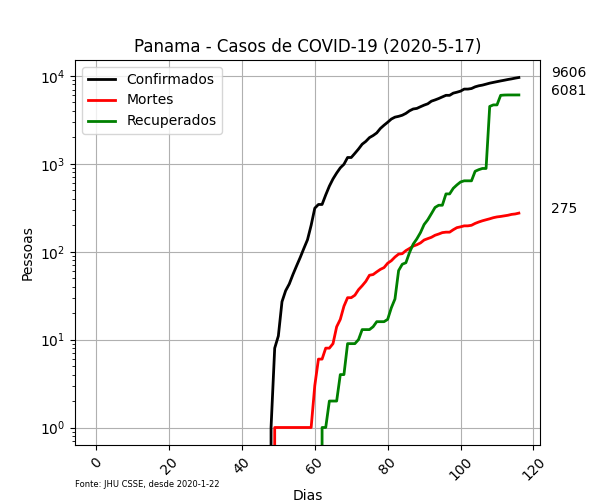 Panama - Casos de COVID-19 (2020-5-17)
Confirmados
Mortes
Recuperados
9606
6081
275
10^4
10^3
10^2
10^1
10^0
Pessoas
0 20 40 60 80 100 120
Fonte: JHU CSSE, desde 2020-1-22
Dias